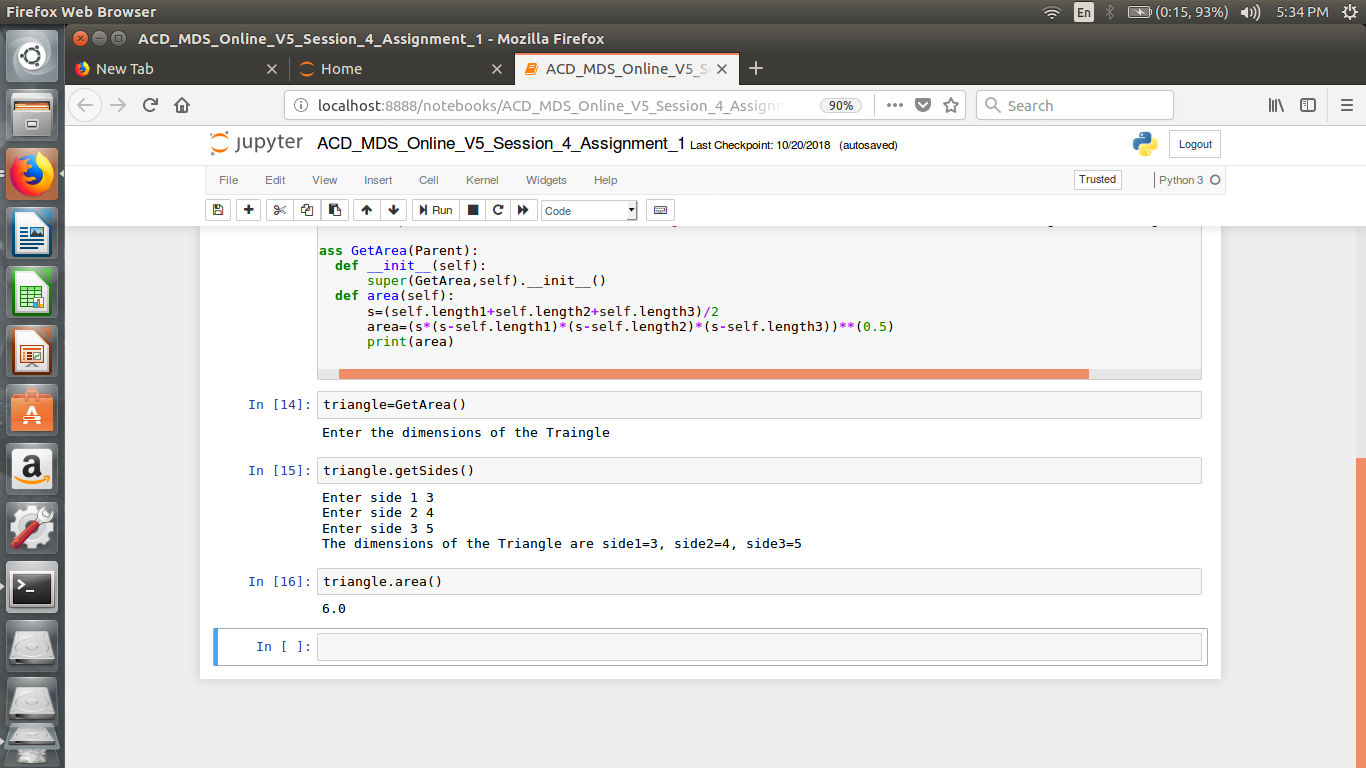 Firefox Web Browser
En
(0:15, 93%)
5:34 PM
ACD_MDS_Online_V5_Session_4_Assignment_1 - Mozilla Firefox
New Tab
Home
ACD_MDS_Online_V5_S
localhost:8888/notebooks/ACD_MDS_Online_V5_Session_4_Assignm
90%
Search
jupyter
ACD_MDS_Online_V5_Session_4_Assignment_1 Last Checkpoint: 10/20/2018 (autosaved)
Logout
File Edit View Insert Cell Kernel Widgets Help
Trusted
Python 3
Run
Code
ass GetArea(Parent):
def __init__(self):
super(GetArea,self).__init__()
def area(self):
s=(self.length1+self.length2+self.length3)/2
area=(s*(s-self.length1)*(s-self.length2)*(s-self.length3))**(0.5)
print(area)
In [14]: triangle=GetArea()
Enter the dimensions of the Traingle
In [15]: triangle.getSides()
Enter side 1 3
Enter side 2 4
Enter side 3 5
The dimensions of the Triangle are side1=3, side2=4, side3=5
In [16]: triangle.area()
6.0
In [ ]: